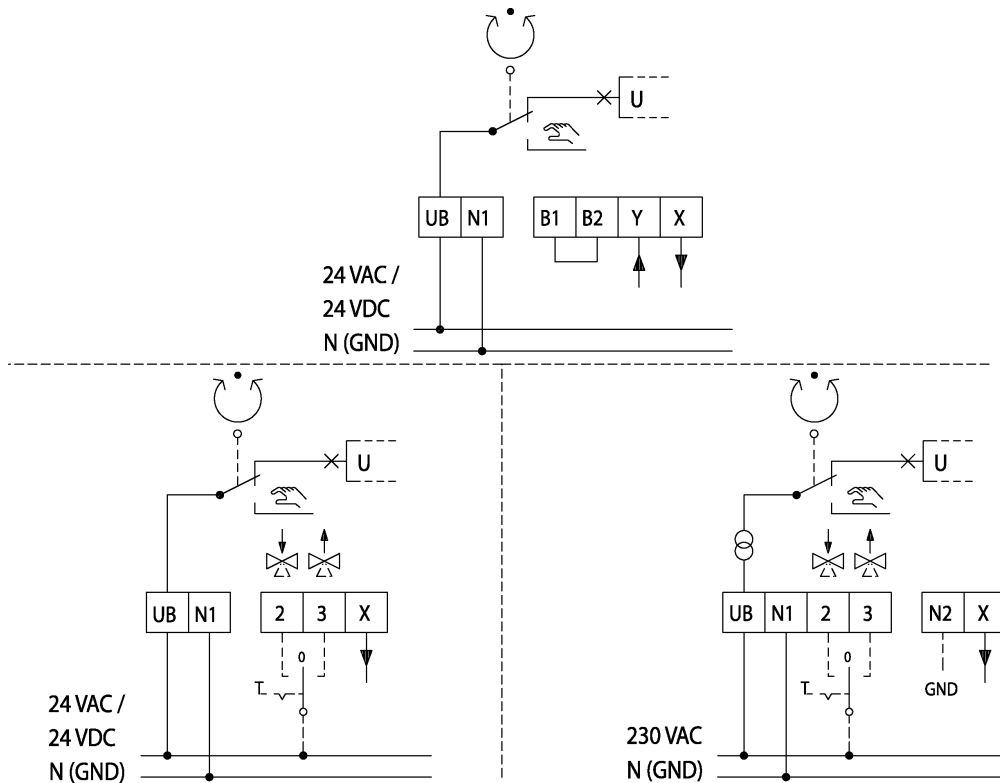 U
UB N1 B1 B2 Y X
24 VAC /
24 VDC
N (GND)
U
UB N1 2 3 X
0
T
24 VAC /
24 VDC
N (GND)
U
UB N1 2 3 N2 X
0
T
GND
230 VAC
N (GND)